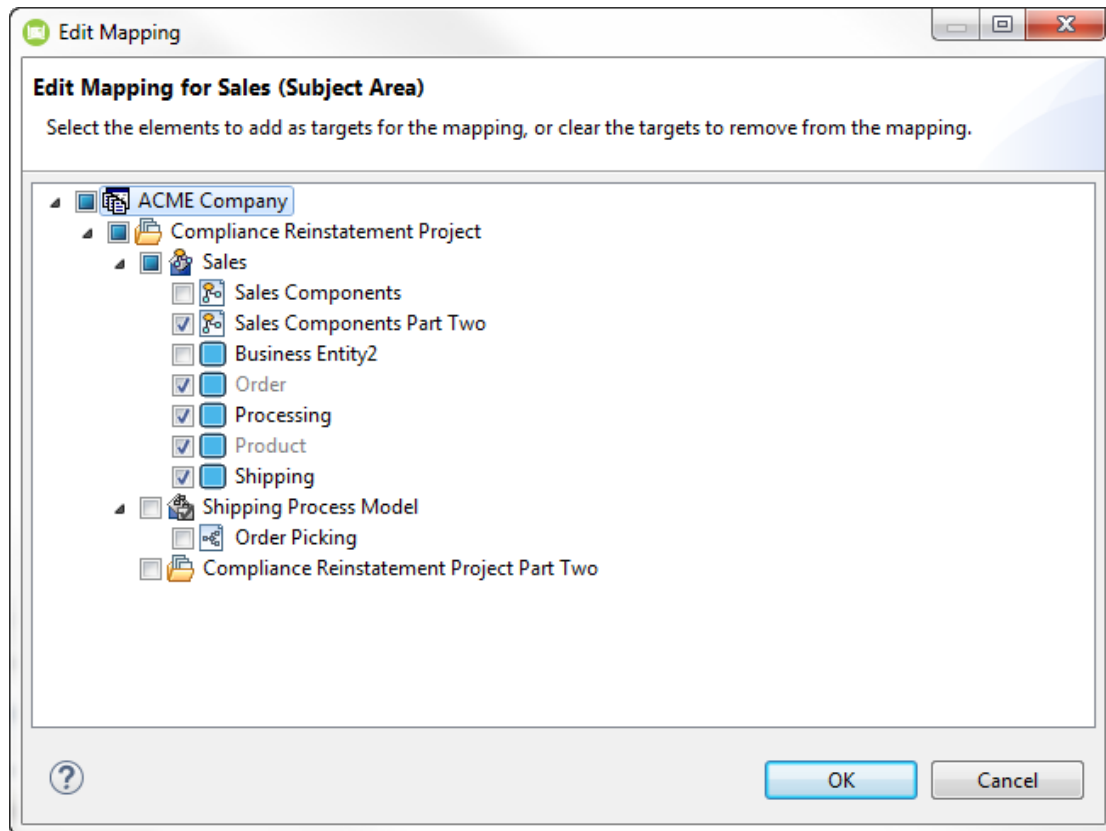 Edit Mapping
Edit Mapping for Sales (Subject Area)
Select the elements to add as targets for the mapping, or clear the targets to remove from the mapping.
ACME Company
Compliance Reinstatement Project
Sales
Sales Components
Sales Components Part Two
Business Entity2
Order
Processing
Product
Shipping
Shipping Process Model
Order Picking
Compliance Reinstatement Project Part Two
?
OK
Cancel